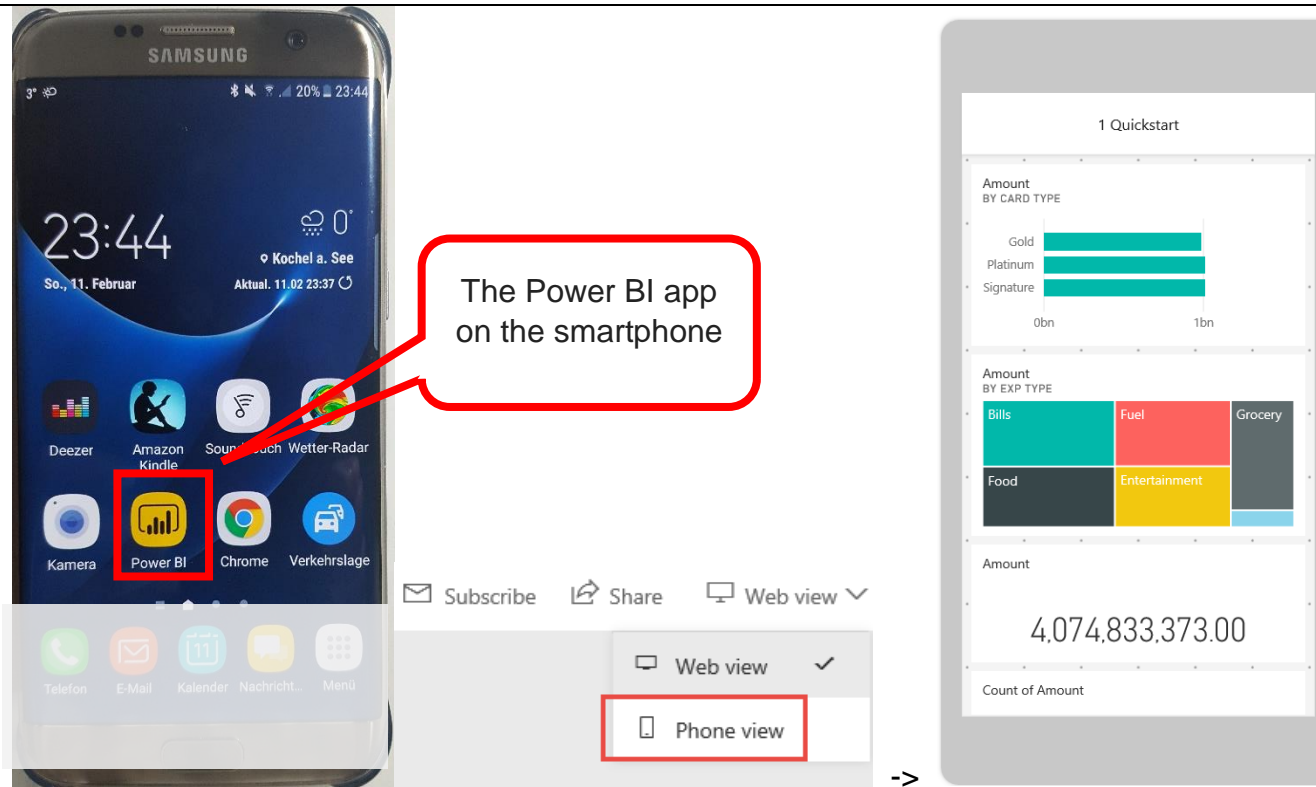 SAMSUNG
3° 20% 23:44
23:44 0°
Kochel a. See
So., 11. Februar Aktual. 11.02 23:37
Deezer Amazon Kindle Wetter-Radar
Kamera Power BI Chrome Verkehrslage
11
Telefon E-Mail Kalender Nachricht... Menü
The Power BI app
on the smartphone
Subscribe Share Web view
Web view
Phone view
->
1 Quickstart
Amount
BY CARD TYPE
Gold
Platinum
Signature
0bn 1bn
Amount
BY EXP TYPE
Bills Fuel Grocery
Food Entertainment
Amount
4,074,833,373.00
Count of Amount